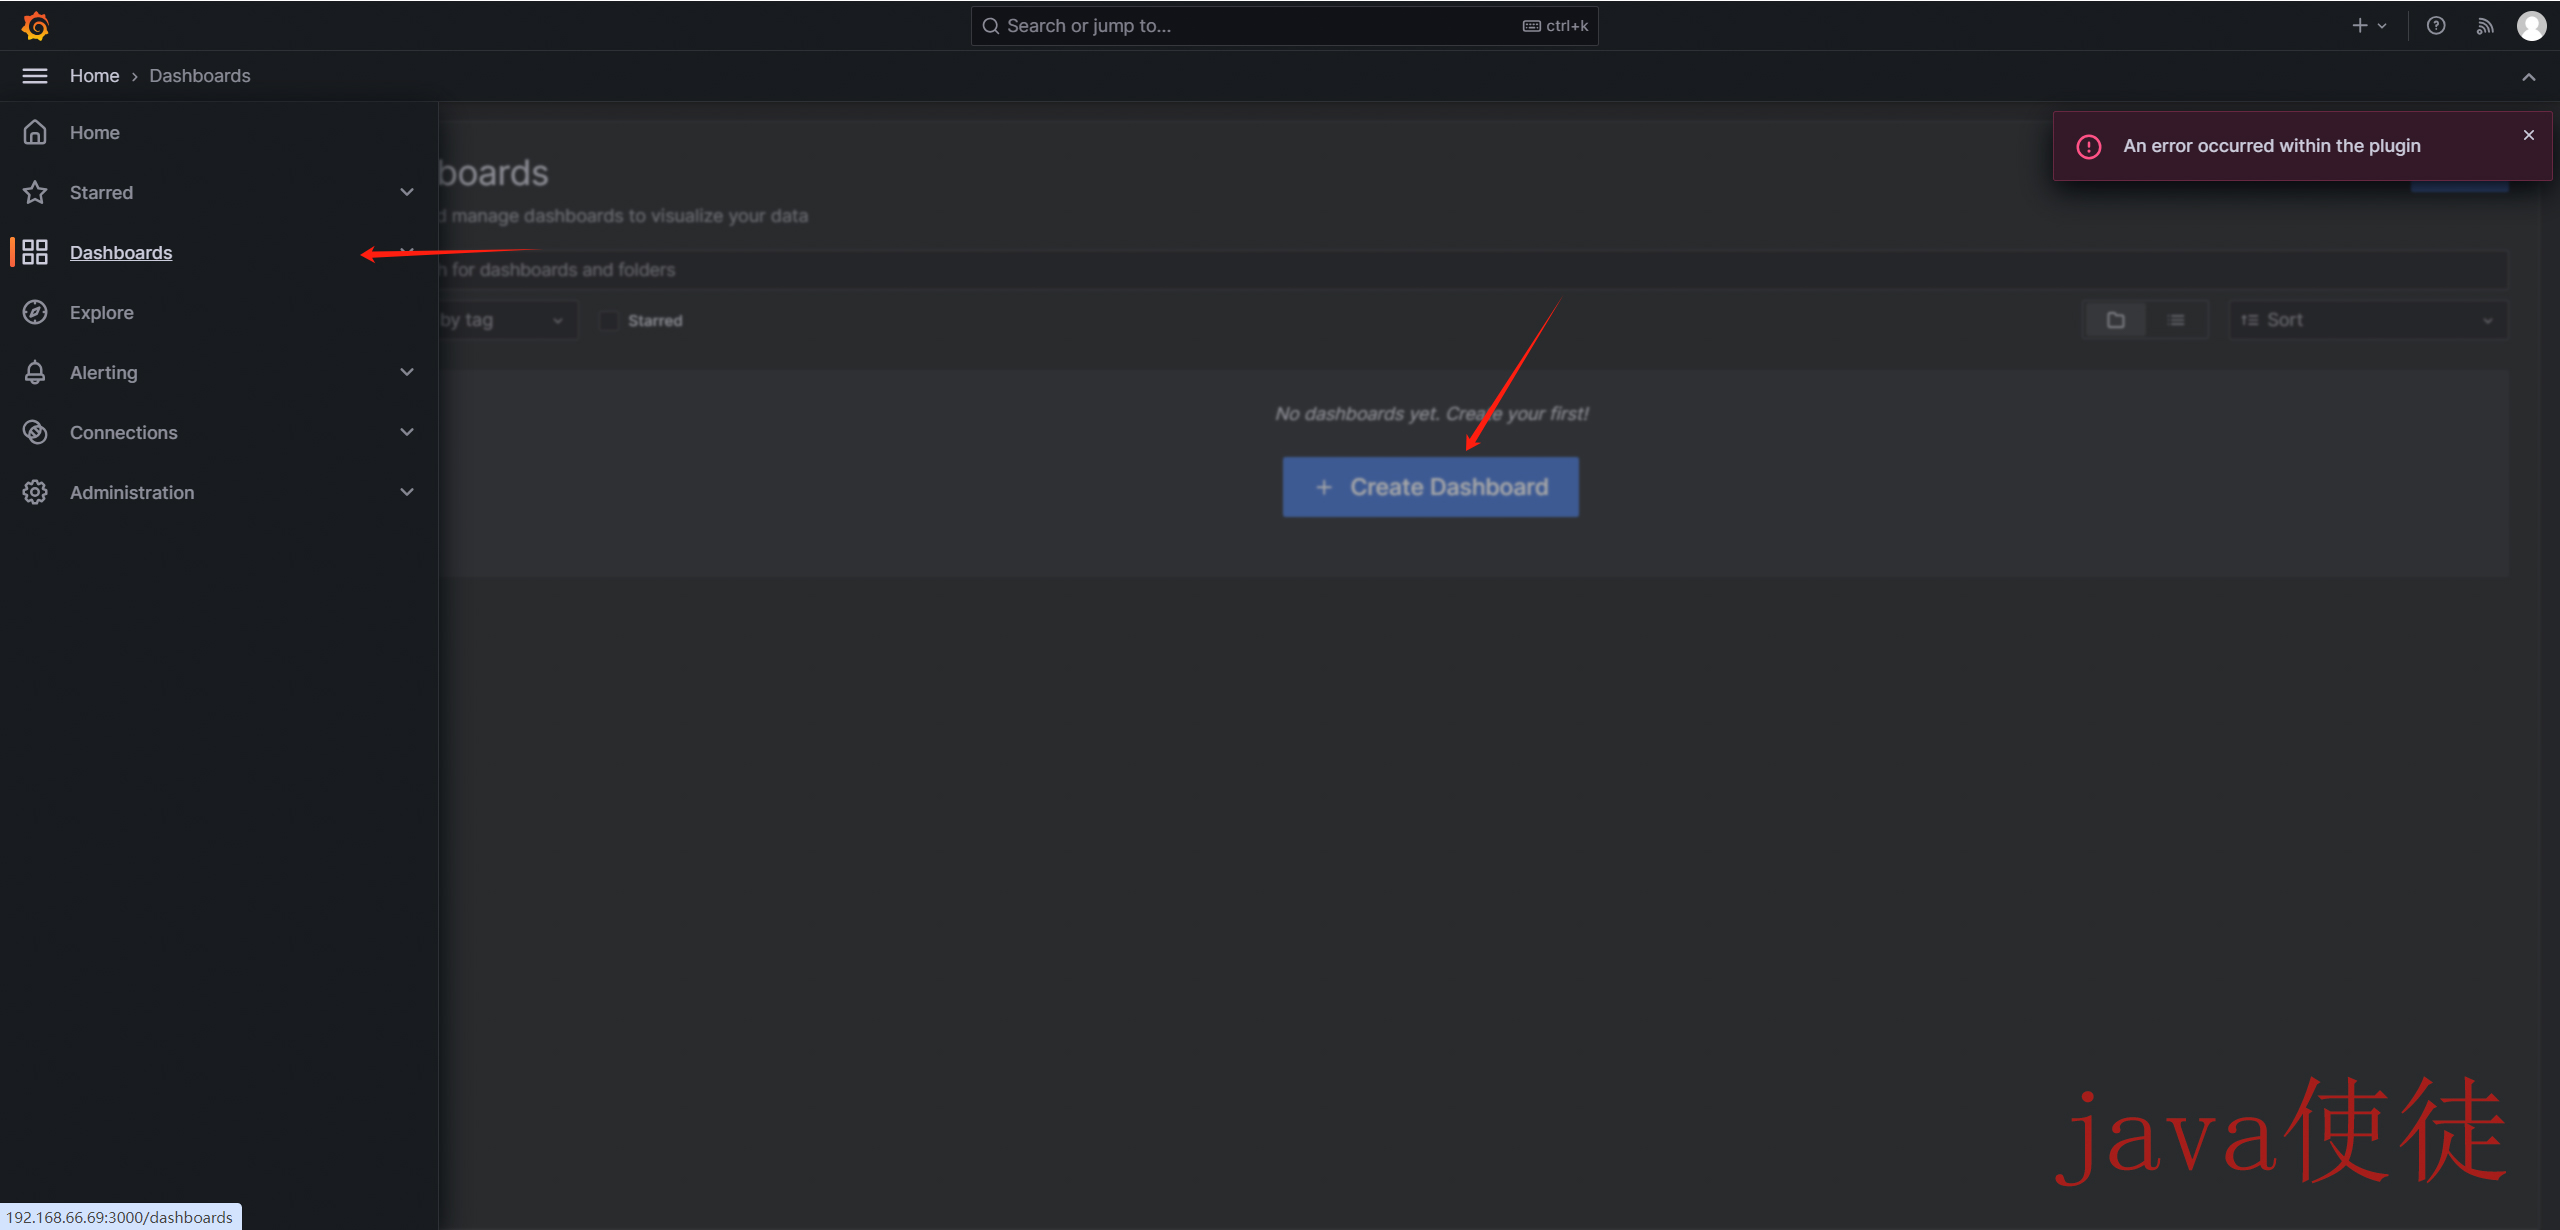 Search or jump to...
ctrl+k
Home › Dashboards
Home
Starred
Dashboards
Explore
Alerting
Connections
Administration
An error occurred within the plugin
boards
d manage dashboards to visualize your data
h for dashboards and folders
by tag
Starred
Sort
No dashboards yet. Create your first!
+ Create Dashboard
java使徒
192.168.66.69:3000/dashboards